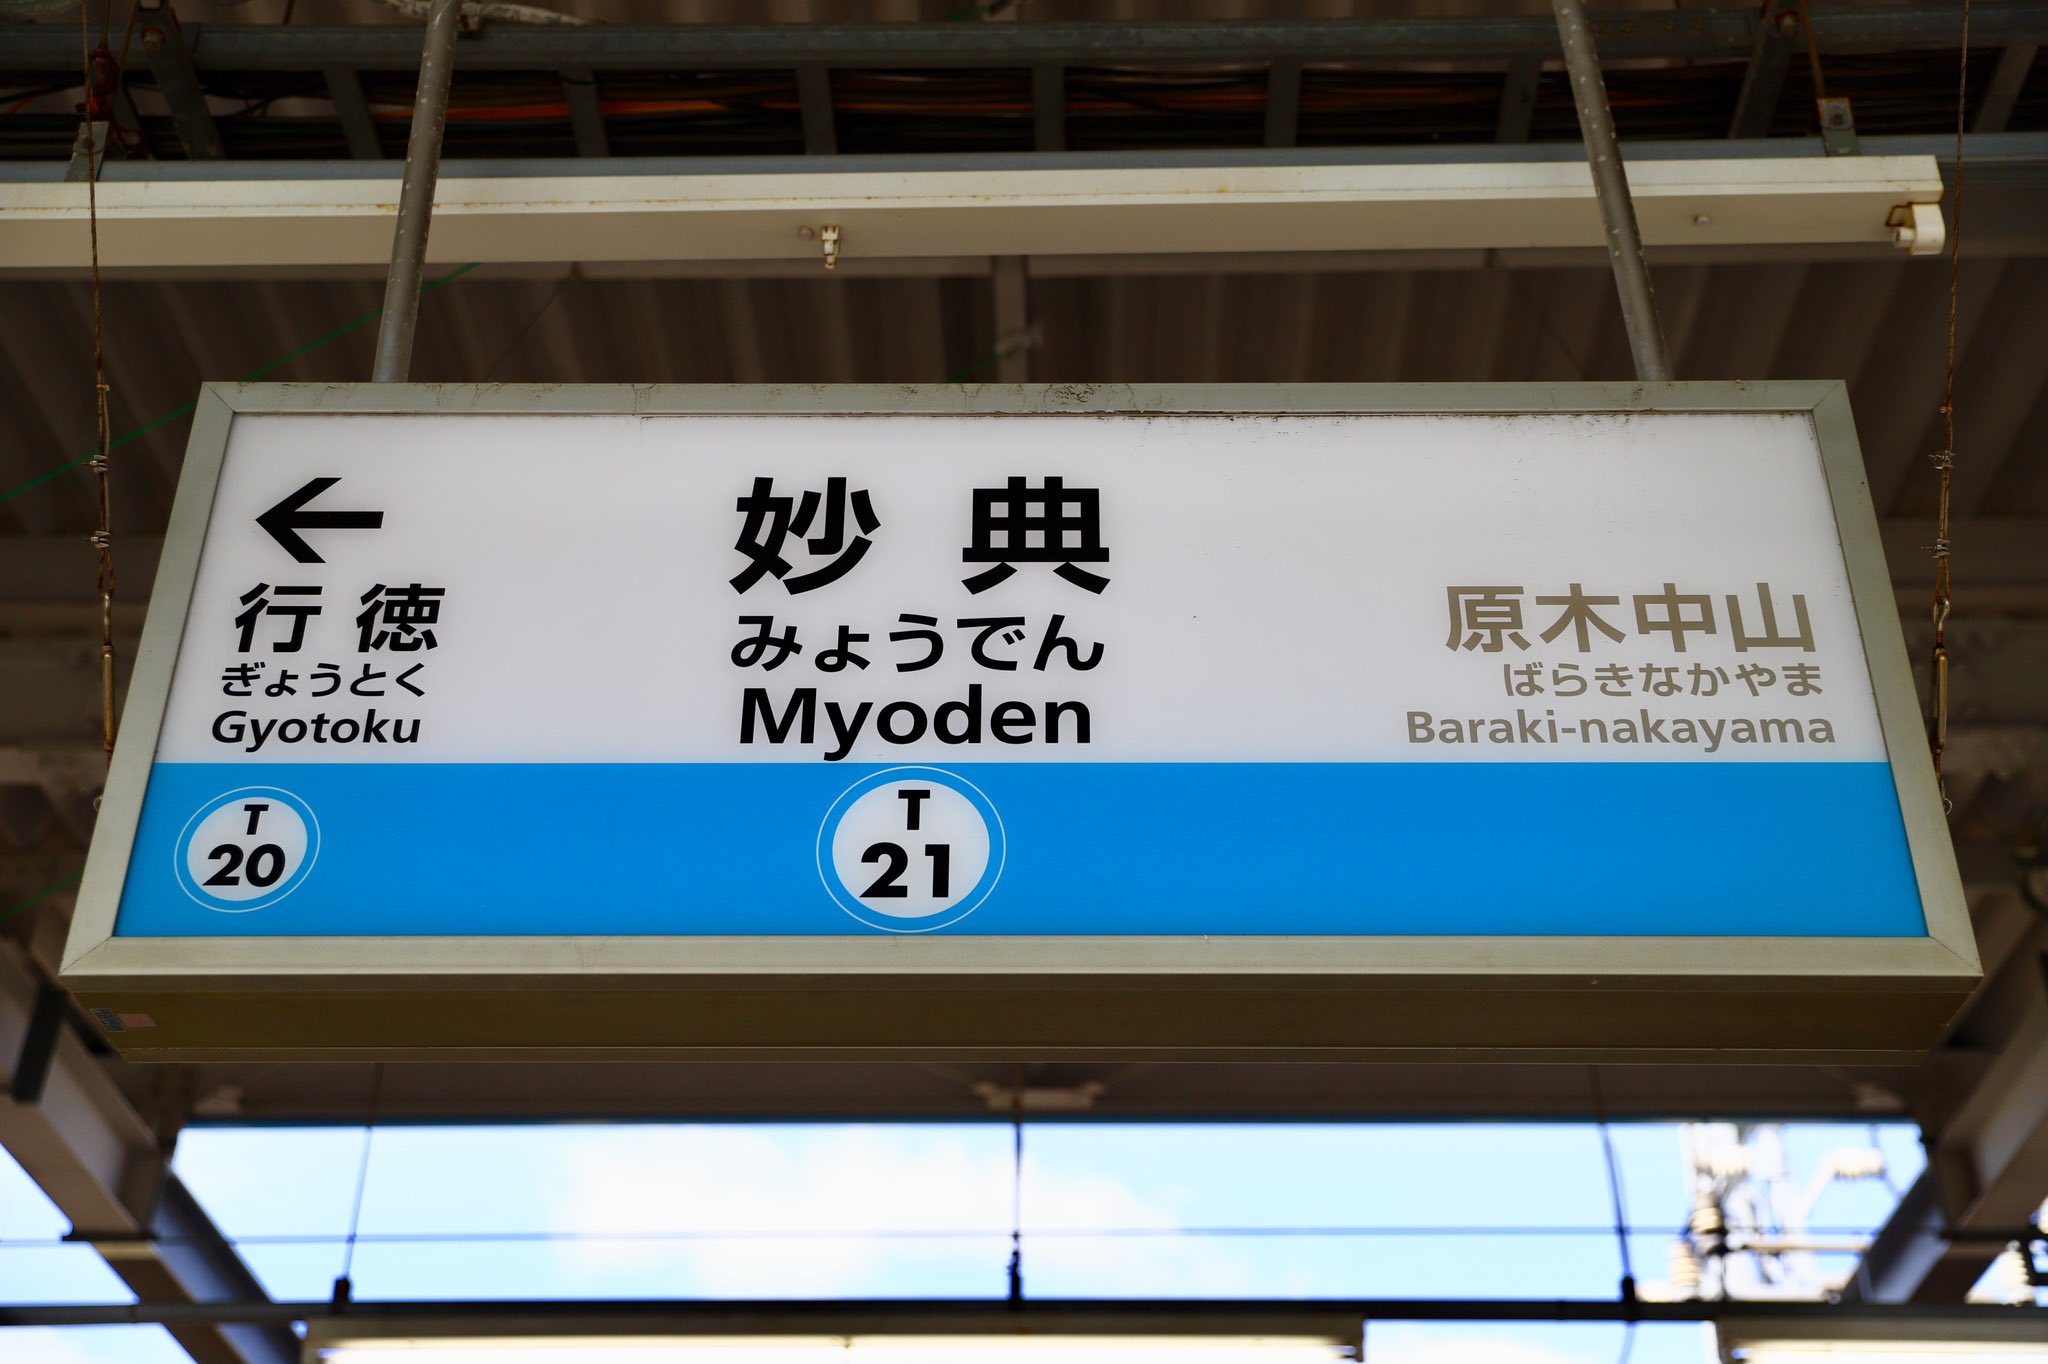 ←
行徳
ぎょうとく
Gyotoku
T
20
妙典
みょうでん
Myoden
T
21
原木中山
ばらきなかやま
Baraki-nakayama